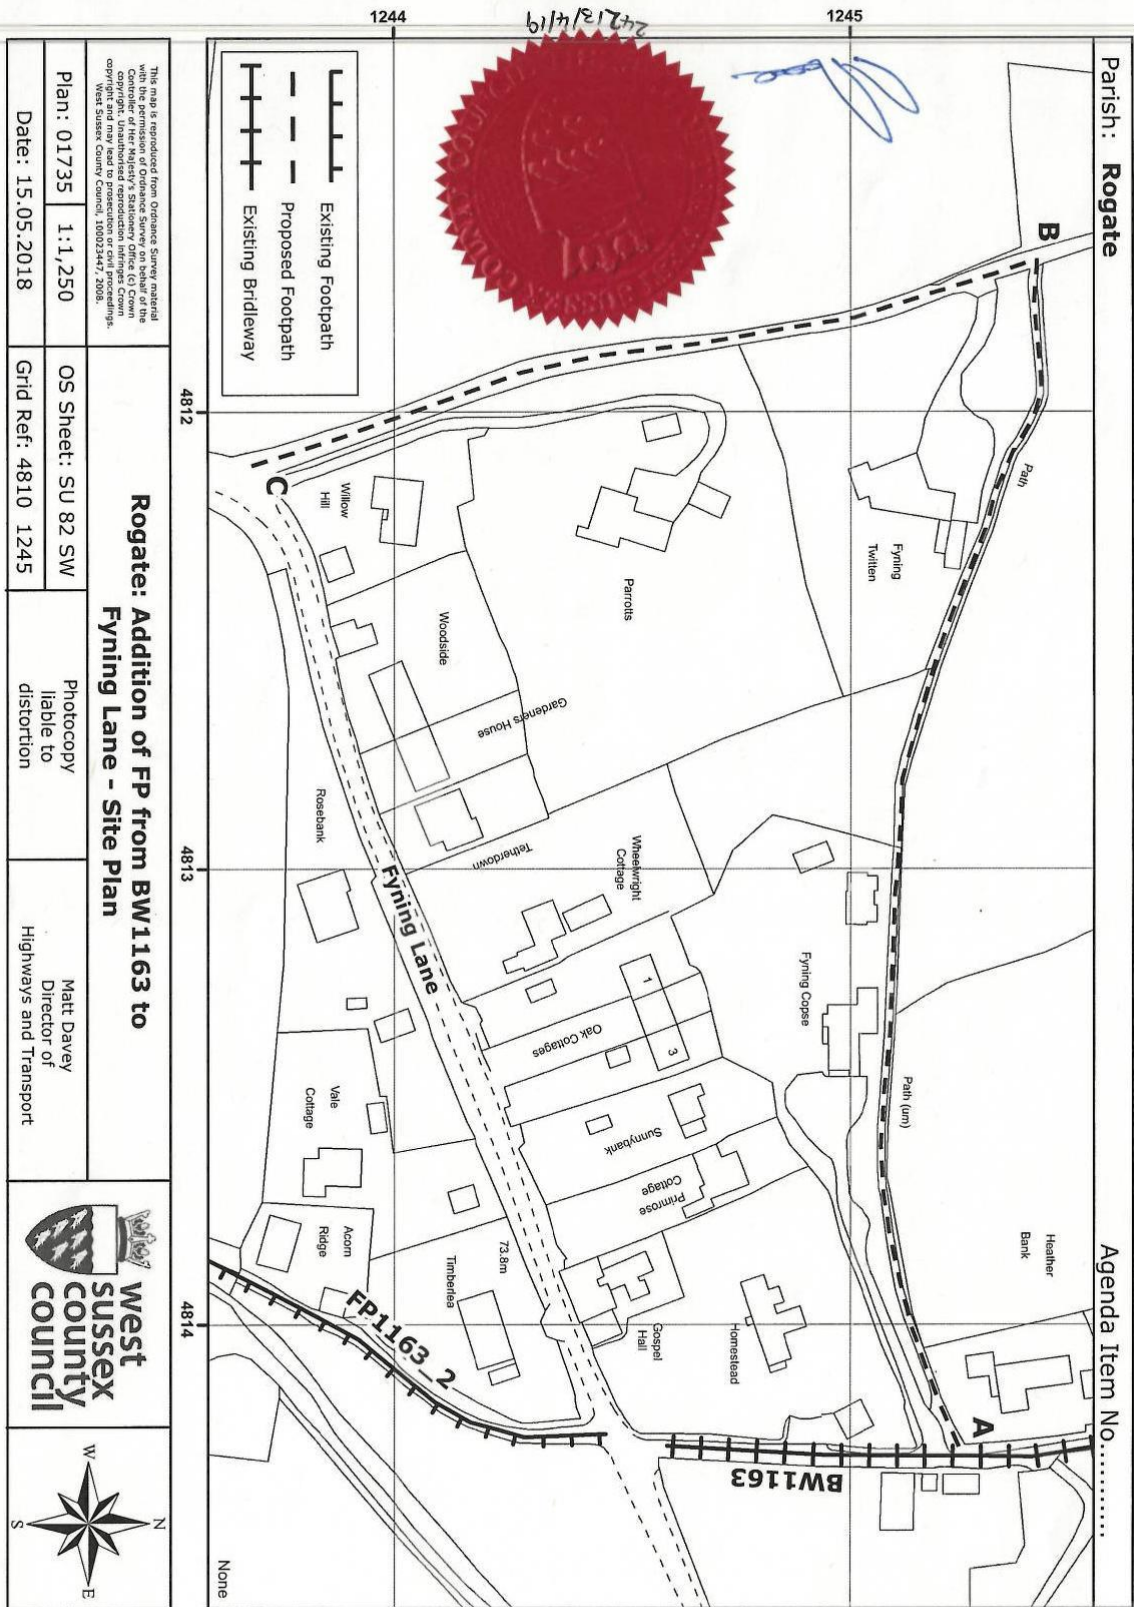 Parish: Rogate
Agenda Item No............
24213/4/19
1244
1245
4812
4813
4814
B
A
C
Path
Fyning
Twitten
Parrotts
Willow
Hill
Woodside
Gardeners House
Tetherdown
Wheelwright
Cottage
Fyning Copse
Path (um)
Heather
Bank
Oak Cottages
1
3
Sunnybank
Primrose
Cottage
Gospel
Hall
Homestead
Rosebank
Fyning Lane
Vale
Cottage
Acorn
Ridge
73.8m
Timberlea
FP1163_2
BW1163
None
Existing Footpath
Proposed Footpath
Existing Bridleway
This map is reproduced from Ordnance Survey material
with the permission of Ordnance Survey on behalf of the
Controller of Her Majesty's Stationery Office (c) Crown
copyright. Unauthorised reproduction infringes Crown
copyright and may lead to prosecution or civil proceedings.
West Sussex County Council, 100023447, 2008.
Rogate: Addition of FP from BW1163 to
Fyning Lane - Site Plan
Plan: 01735
1:1,250
OS Sheet: SU 82 SW
Date: 15.05.2018
Grid Ref: 4810 1245
Photocopy
liable to
distortion
Matt Davey
Director of
Highways and Transport
west
sussex
county
council
N
W
E
S